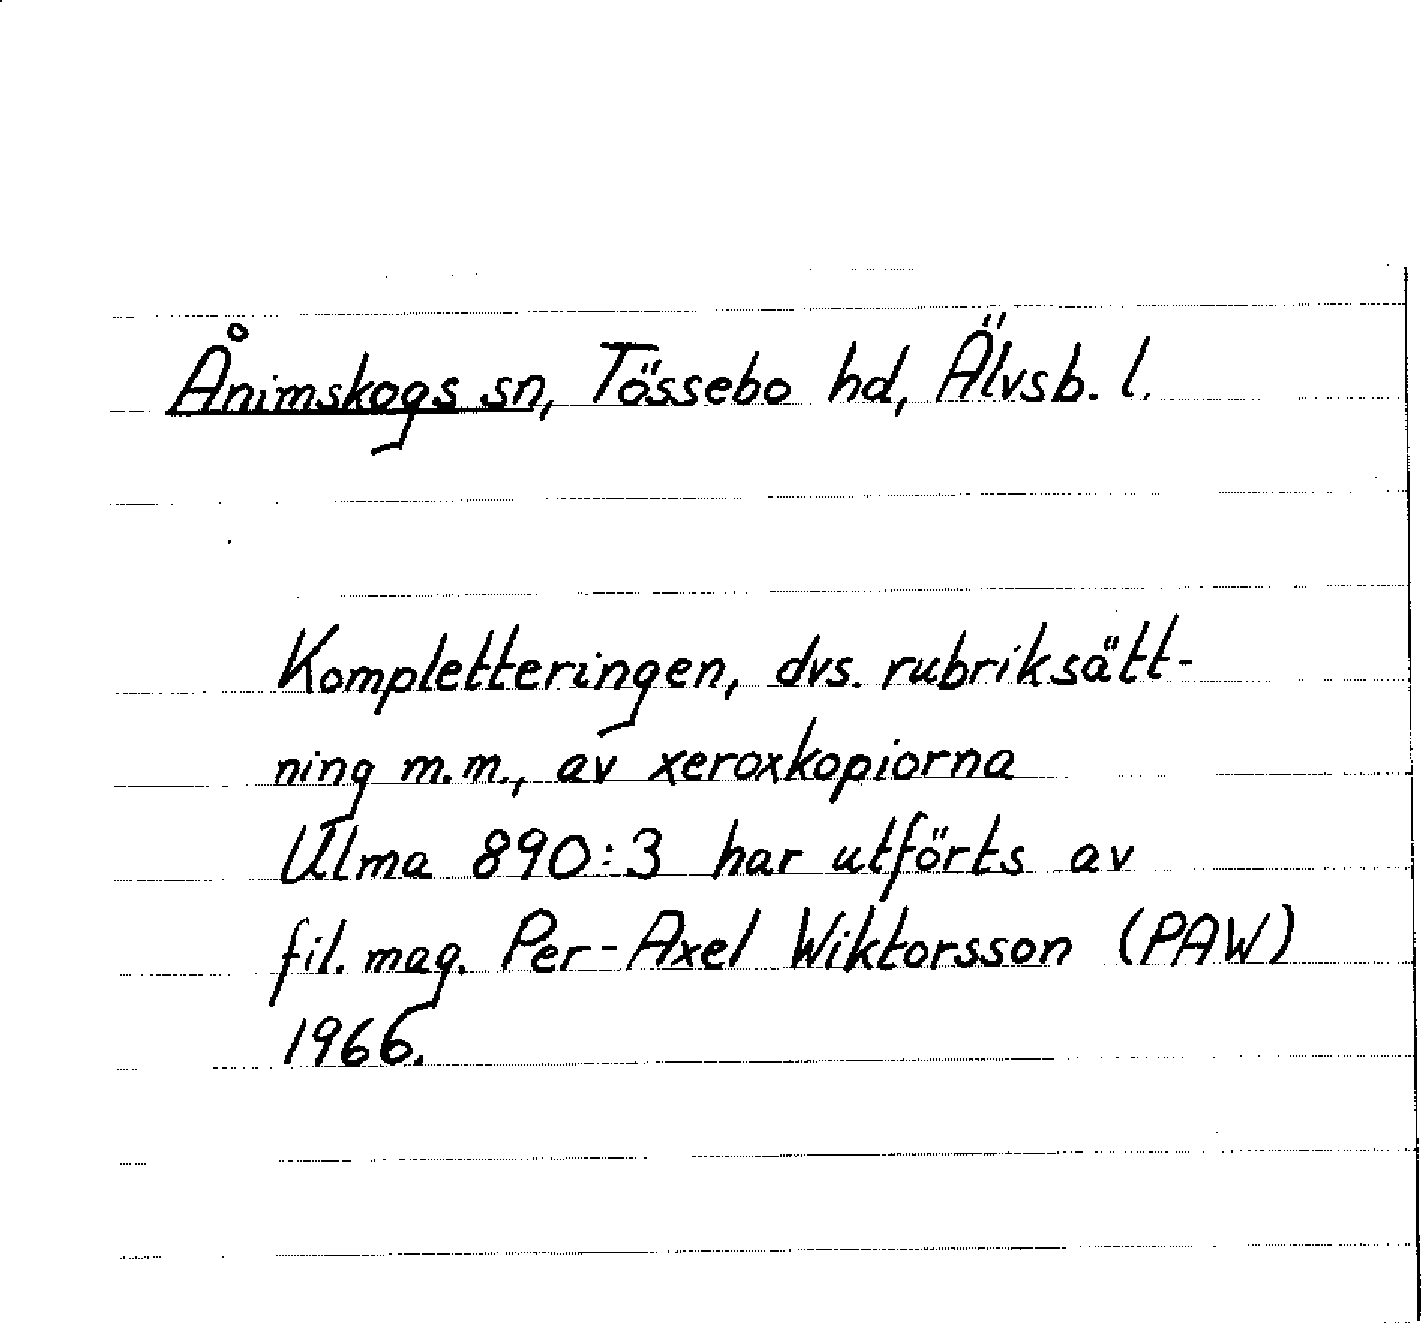 Ånimskogs sn, Tössebo hd, Älvsb. l.
Kompletteringen, dvs. rubriksätt-
ning m.m., av xeroxkopiorna
Ulma 890:3 har utförts av
fil. mag. Per-Axel Wiktorsson (PAW)
1966.